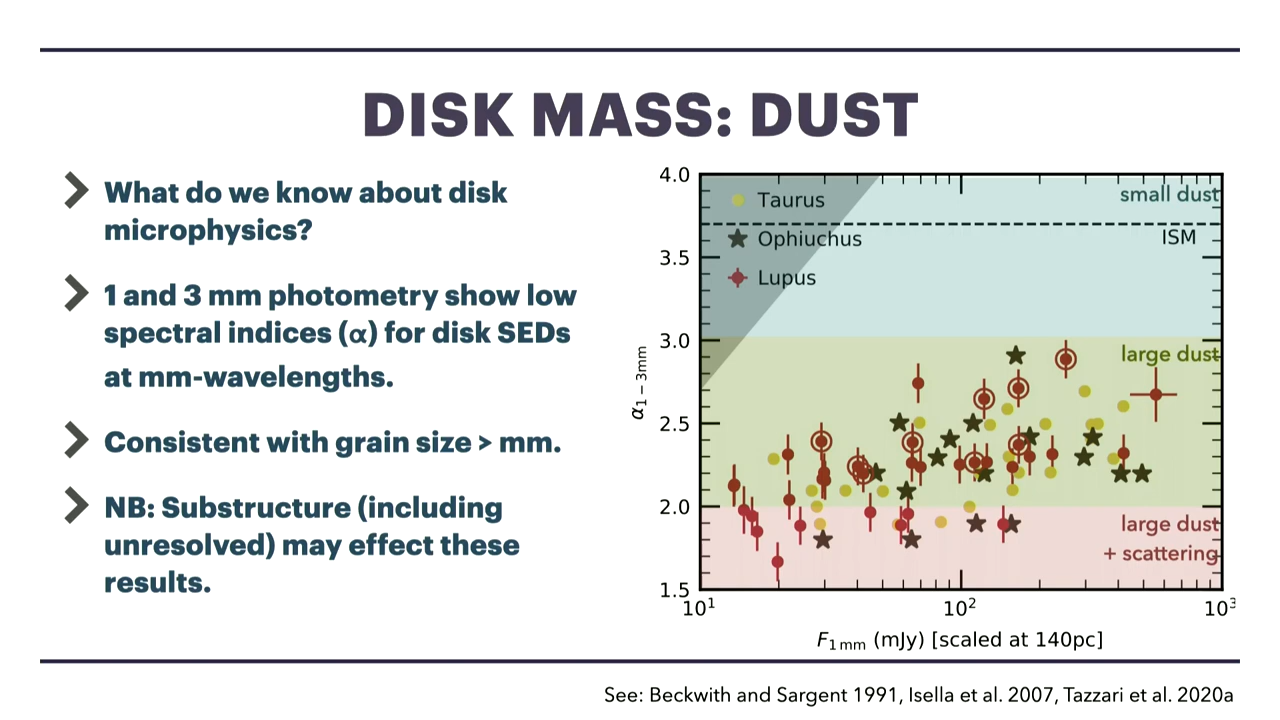 DISK MASS: DUST
What do we know about disk
microphysics?
1 and 3 mm photometry show low
spectral indices (α) for disk SEDs
at mm-wavelengths.
Consistent with grain size > mm.
NB: Substructure (including
unresolved) may effect these
results.
4.0
3.5
3.0
2.5
2.0
1.5
α1 − 3mm
Taurus
Ophiuchus
Lupus
small dust
ISM
large dust
large dust
+ scattering
10¹
10²
10³
F1 mm (mJy) [scaled at 140pc]
See: Beckwith and Sargent 1991, Isella et al. 2007, Tazzari et al. 2020a